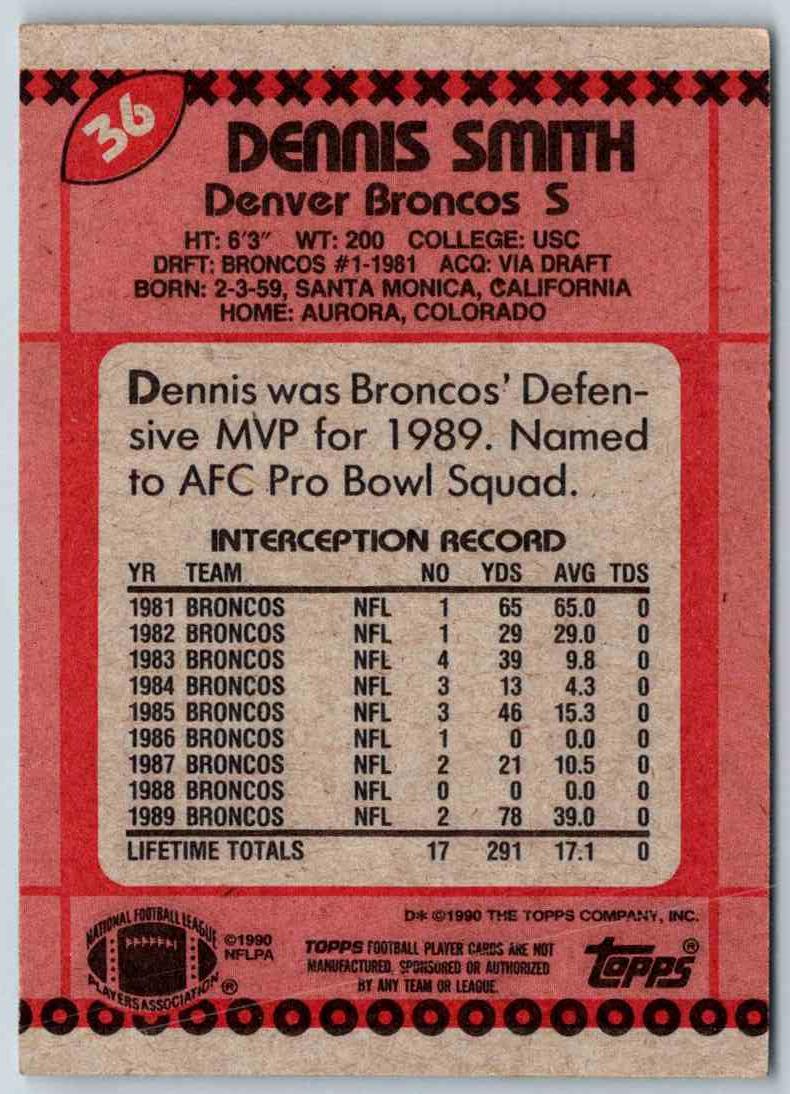 36
DENNIS SMITH
Denver Broncos S
HT: 6'3" WT: 200 COLLEGE: USC
DRFT: BRONCOS #1-1981 ACQ: VIA DRAFT
BORN: 2-3-59, SANTA MONICA, CALIFORNIA
HOME: AURORA, COLORADO
Dennis was Broncos' Defen-
sive MVP for 1989. Named
to AFC Pro Bowl Squad.
INTERCEPTION RECORD
YR TEAM NO YDS AVG TDS
1981 BRONCOS NFL 1 65 65.0 0
1982 BRONCOS NFL 1 29 29.0 0
1983 BRONCOS NFL 4 39 9.8 0
1984 BRONCOS NFL 3 13 4.3 0
1985 BRONCOS NFL 3 46 15.3 0
1986 BRONCOS NFL 1 0 0.0 0
1987 BRONCOS NFL 2 21 10.5 0
1988 BRONCOS NFL 0 0 0.0 0
1989 BRONCOS NFL 2 78 39.0 0
LIFETIME TOTALS 17 291 17.1 0
D* ©1990 THE TOPPS COMPANY, INC.
NATIONAL FOOTBALL LEAGUE
PLAYERS ASSOCIATION ®
©1990
NFLPA
TOPPS FOOTBALL PLAYER CARDS ARE NOT
MANUFACTURED, SPONSORED OR AUTHORIZED
BY ANY TEAM OR LEAGUE.
Topps ®